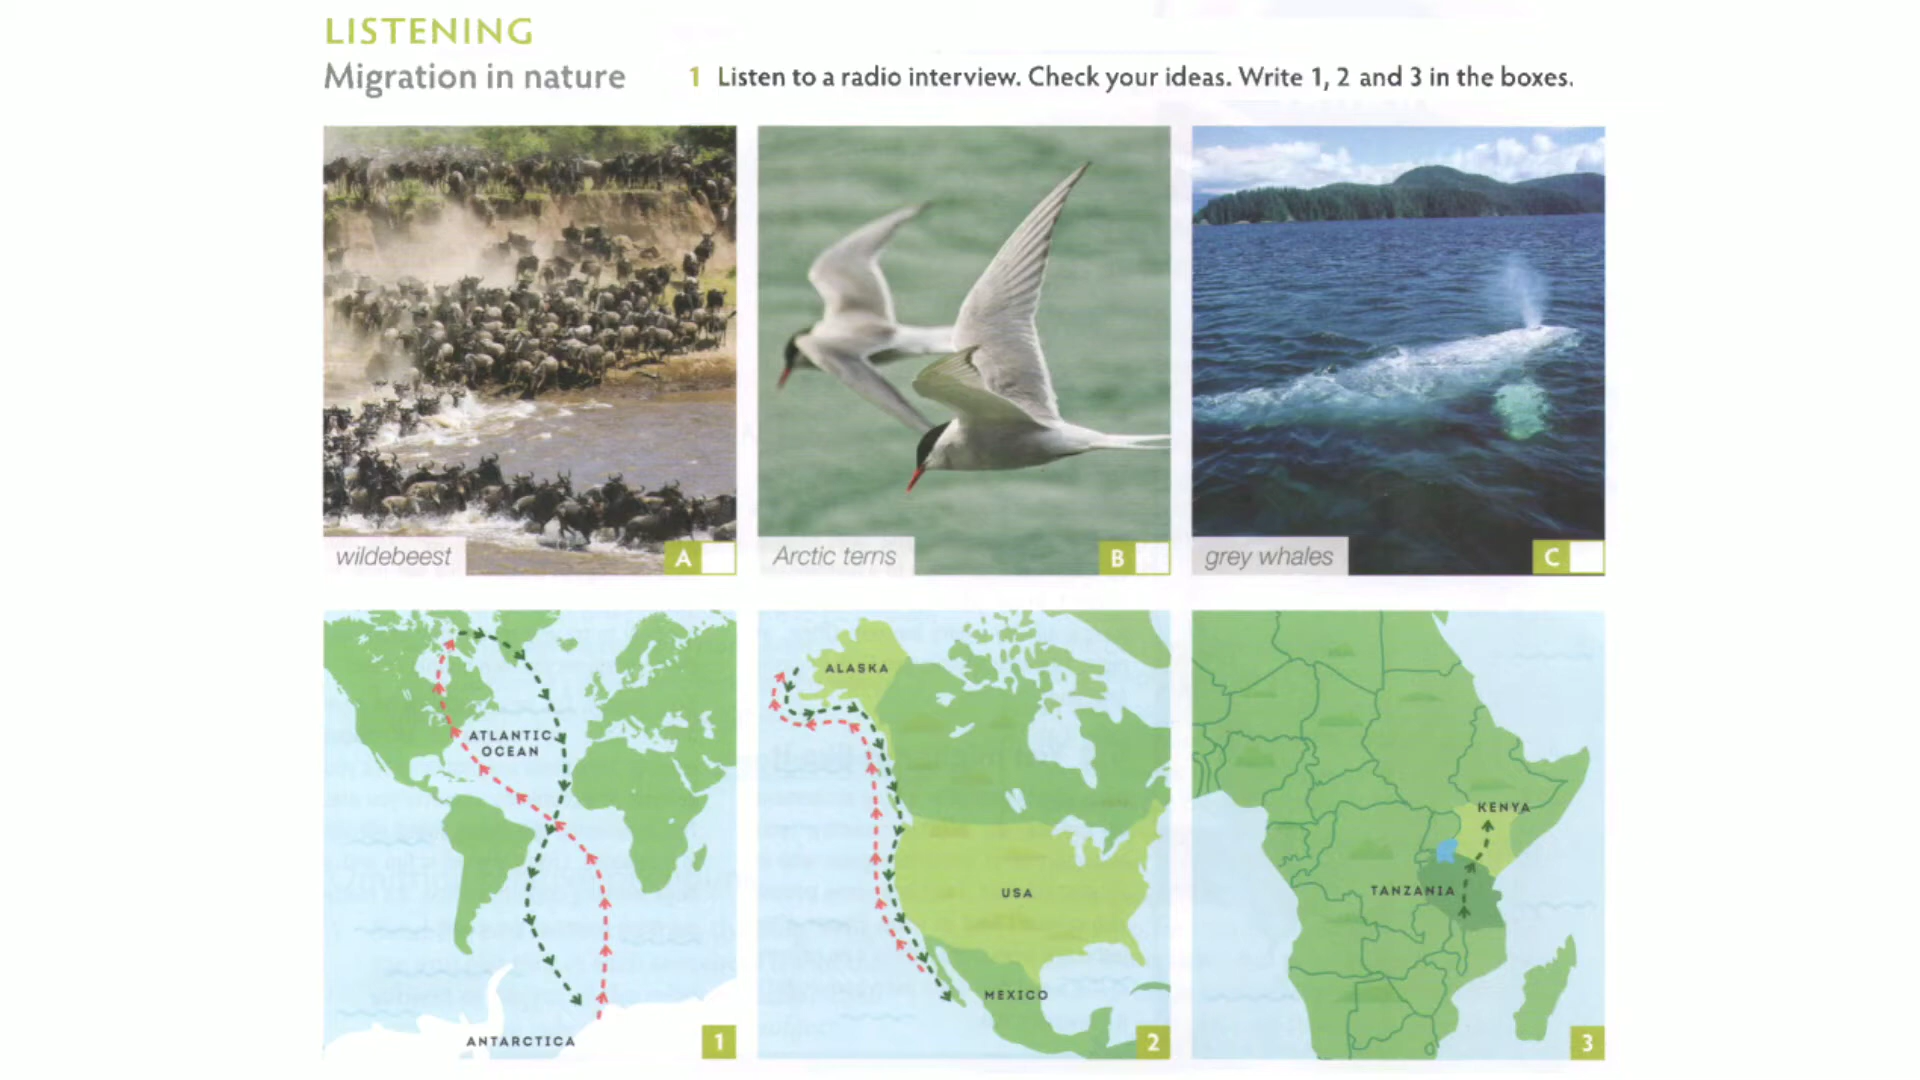 LISTENING
Migration in nature
1 Listen to a radio interview. Check your ideas. Write 1, 2 and 3 in the boxes.
wildebeest
A
Arctic terns
B
grey whales
C
ATLANTIC
OCEAN
ANTARCTICA
1
ALASKA
USA
MEXICO
2
KENYA
TANZANIA
3